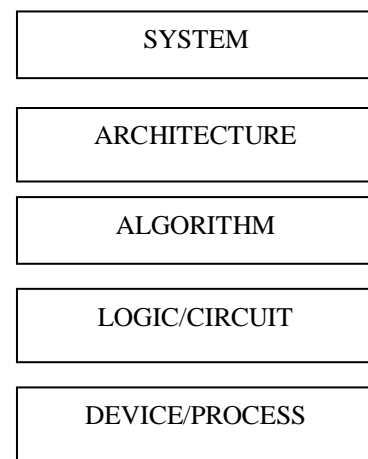 SYSTEM
ARCHITECTURE
ALGORITHM
LOGIC/CIRCUIT
DEVICE/PROCESS